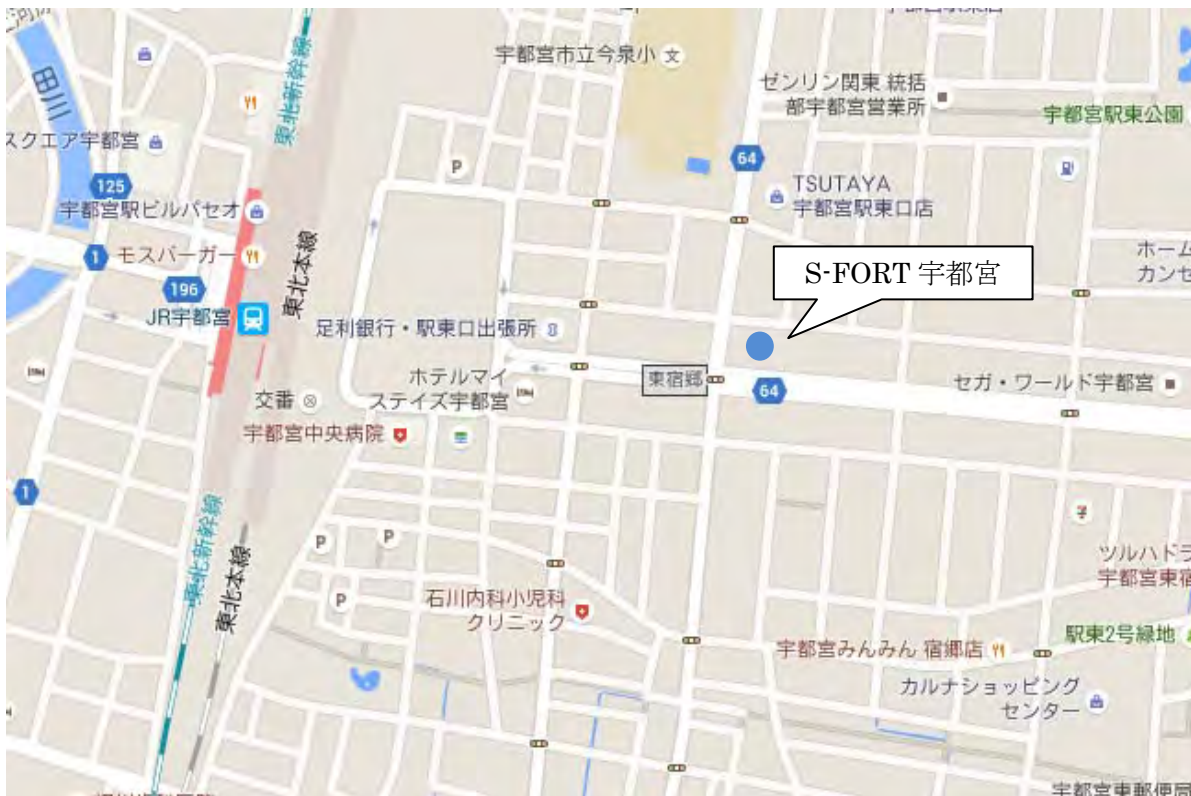 田川
東北新幹線
宇都宮市立今泉小
文
ゼンリン関東 統括
部宇都宮営業所
宇都宮駅東公園
スクエア宇都宮
P
64
125
TSUTAYA
宇都宮駅東口店
宇都宮駅ビルパセオ
1
モスバーガー
東北本線
ホーム
カンセ
S-FORT 宇都宮
196
JR宇都宮
足利銀行・駅東口出張所
ホテルマイ
ステイズ宇都宮
東宿郷
64
セガ・ワールド宇都宮
交番
宇都宮中央病院
1
東北新幹線
東北本線
P
P
P
石川内科小児科
クリニック
ツルハドラ
宇都宮東宿
宇都宮みんみん 宿郷店
駅東2号緑地
カルナショッピング
センター
宇都宮東郵便局